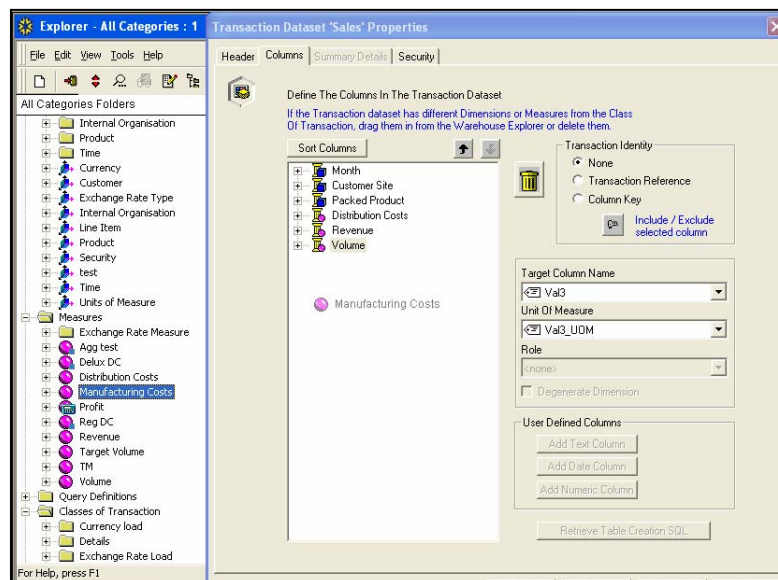 Explorer - All Categories : 1
File Edit View Tools Help
All Categories Folders
Internal Organisation
Product
Time
Currency
Customer
Exchange Rate Type
Internal Organisation
Line Item
Product
Security
test
Time
Units of Measure
Measures
Exchange Rate Measure
Agg test
Delux DC
Distribution Costs
Manufacturing Costs
Profit
Reg DC
Revenue
Target Volume
TM
Volume
Query Definitions
Classes of Transaction
Currency load
Details
Exchange Rate Load
For Help, press F1
Transaction Dataset 'Sales' Properties
Header Columns Summary Details Security
Define The Columns In The Transaction Dataset
If the Transaction dataset has different Dimensions or Measures from the Class
Of Transaction, drag them in from the Warehouse Explorer or delete them.
Sort Columns
Month
Customer Site
Packed Product
Distribution Costs
Revenue
Volume
Manufacturing Costs
Transaction Identity
None
Transaction Reference
Column Key
Include / Exclude
selected column
Target Column Name
Val3
Unit Of Measure
Val3_UOM
Role
<none>
Degenerate Dimension
User Defined Columns
Add Text Column
Add Date Column
Add Numeric Column
Retrieve Table Creation SQL